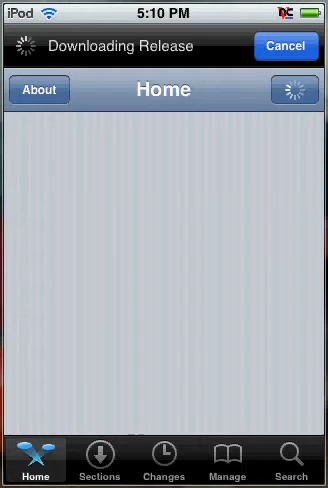 iPod 5:10 PM
Downloading Release Cancel
About Home
Home Sections Changes Manage Search